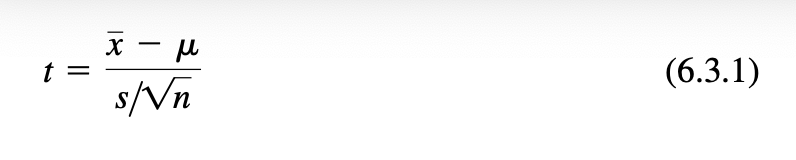 t = (x̄ − μ) / (s/√n) (6.3.1)